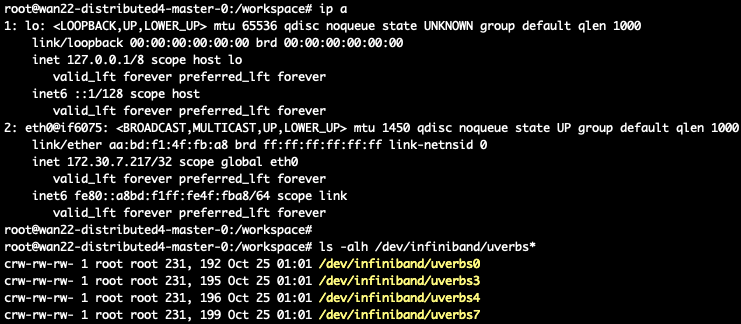 root@wan22-distributed4-master-0:/workspace# ip a
1: lo: <LOOPBACK,UP,LOWER_UP> mtu 65536 qdisc noqueue state UNKNOWN group default qlen 1000
    link/loopback 00:00:00:00:00:00 brd 00:00:00:00:00:00
    inet 127.0.0.1/8 scope host lo
       valid_lft forever preferred_lft forever
    inet6 ::1/128 scope host
       valid_lft forever preferred_lft forever
2: eth0@if6075: <BROADCAST,MULTICAST,UP,LOWER_UP> mtu 1450 qdisc noqueue state UP group default qlen 1000
    link/ether aa:bd:f1:4f:fb:a8 brd ff:ff:ff:ff:ff:ff link-netnsid 0
    inet 172.30.7.217/32 scope global eth0
       valid_lft forever preferred_lft forever
    inet6 fe80::a8bd:f1ff:fe4f:fba8/64 scope link
       valid_lft forever preferred_lft forever
root@wan22-distributed4-master-0:/workspace#
root@wan22-distributed4-master-0:/workspace# ls -alh /dev/infiniband/uverbs*
crw-rw-rw- 1 root root 231, 192 Oct 25 01:01 /dev/infiniband/uverbs0
crw-rw-rw- 1 root root 231, 195 Oct 25 01:01 /dev/infiniband/uverbs3
crw-rw-rw- 1 root root 231, 196 Oct 25 01:01 /dev/infiniband/uverbs4
crw-rw-rw- 1 root root 231, 199 Oct 25 01:01 /dev/infiniband/uverbs7